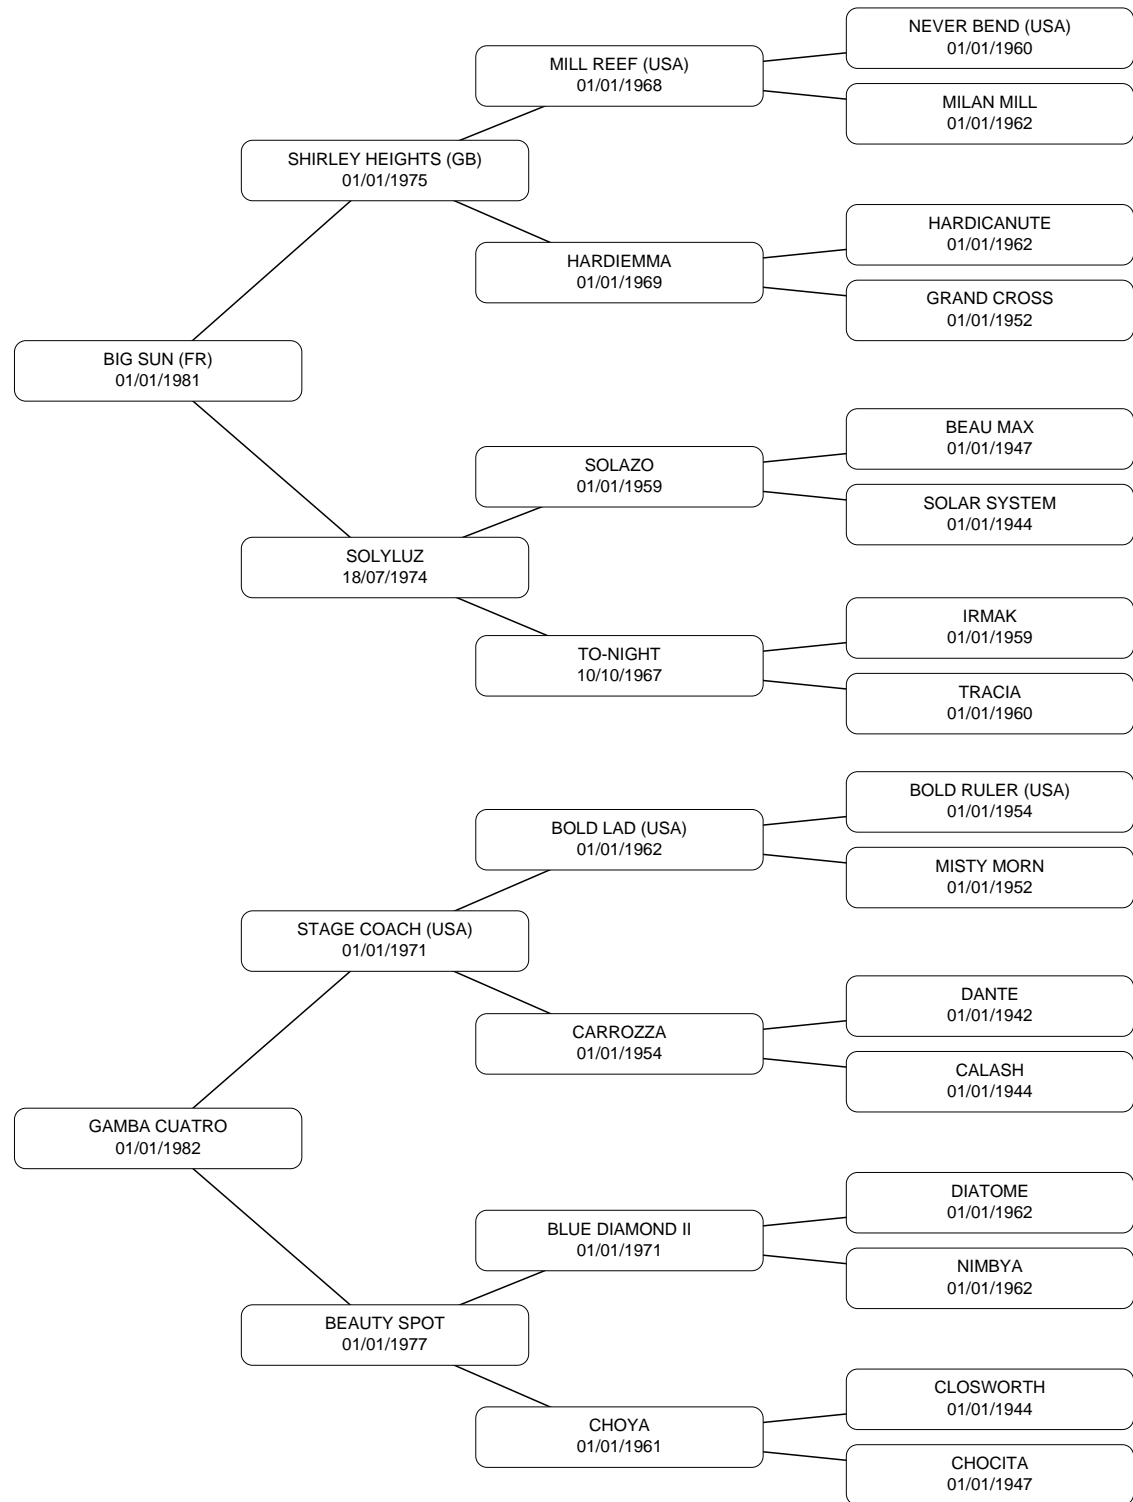 NEVER BEND (USA)
01/01/1960
MILL REEF (USA)
01/01/1968
MILAN MILL
01/01/1962
SHIRLEY HEIGHTS (GB)
01/01/1975
HARDICANUTE
01/01/1962
HARDIEMMA
01/01/1969
GRAND CROSS
01/01/1952
BIG SUN (FR)
01/01/1981
BEAU MAX
01/01/1947
SOLAZO
01/01/1959
SOLAR SYSTEM
01/01/1944
SOLYLUZ
18/07/1974
IRMAK
01/01/1959
TO-NIGHT
10/10/1967
TRACIA
01/01/1960
BOLD RULER (USA)
01/01/1954
BOLD LAD (USA)
01/01/1962
MISTY MORN
01/01/1952
STAGE COACH (USA)
01/01/1971
DANTE
01/01/1942
CARROZZA
01/01/1954
CALASH
01/01/1944
GAMBA CUATRO
01/01/1982
DIATOME
01/01/1962
BLUE DIAMOND II
01/01/1971
NIMBYA
01/01/1962
BEAUTY SPOT
01/01/1977
CLOSWORTH
01/01/1944
CHOYA
01/01/1961
CHOCITA
01/01/1947